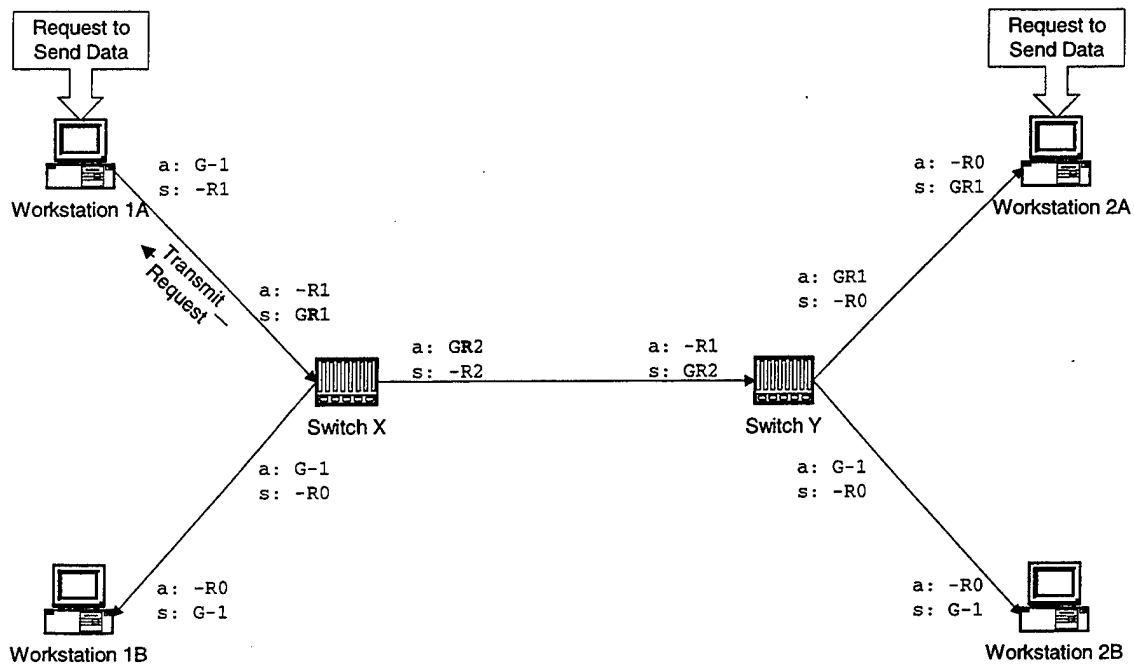 Request to
Send Data
Request to
Send Data
a: G-1
s: -R1
Workstation 1A
a: -R0
s: GR1
Workstation 2A
Transmit
Request
a: -R1
s: GR1
a: GR1
s: -R0
a: GR2
s: -R2
a: -R1
s: GR2
Switch X
Switch Y
a: G-1
s: -R0
a: G-1
s: -R0
a: -R0
s: G-1
Workstation 1B
a: -R0
s: G-1
Workstation 2B